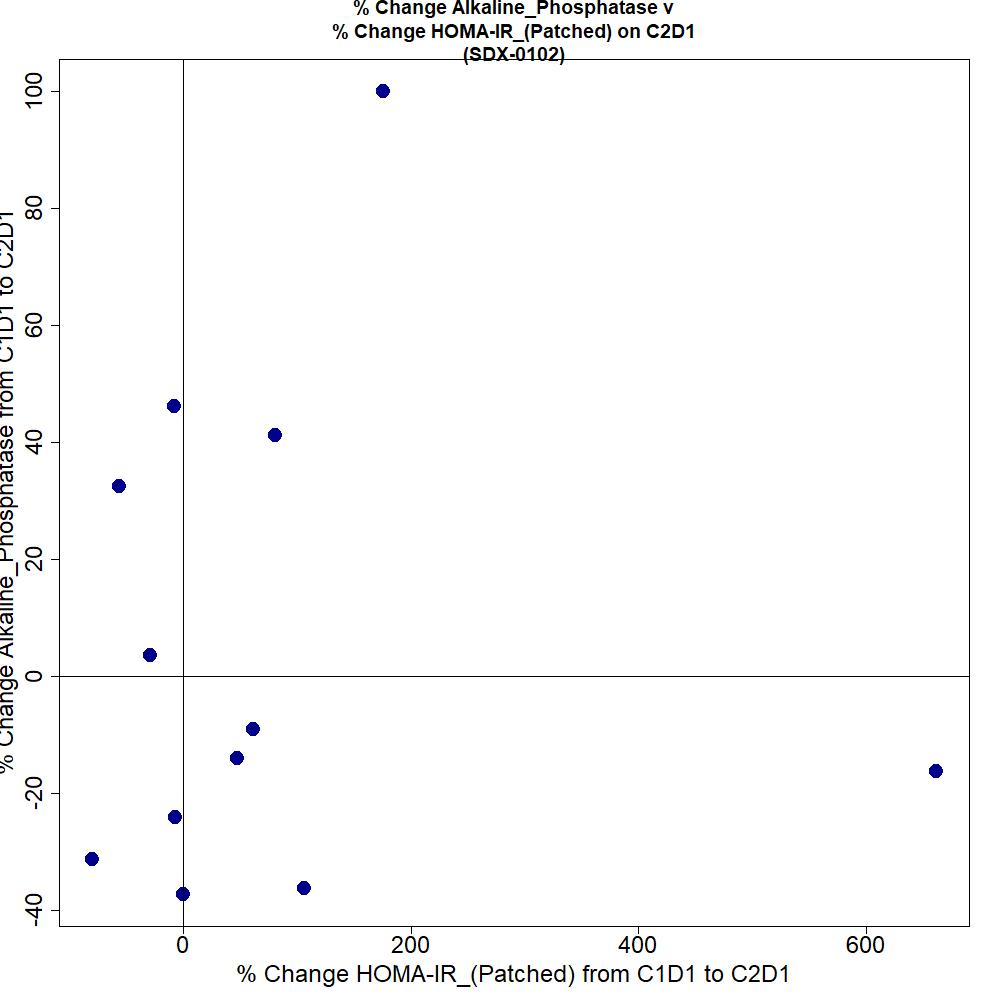 % Change Alkaline_Phosphatase v
% Change HOMA-IR_(Patched) on C2D1
(SDX-0102)
% Change Alkaline_Phosphatase from C1D1 to C2D1
100
80
60
40
20
0
-20
-40
0 200 400 600
% Change HOMA-IR_(Patched) from C1D1 to C2D1